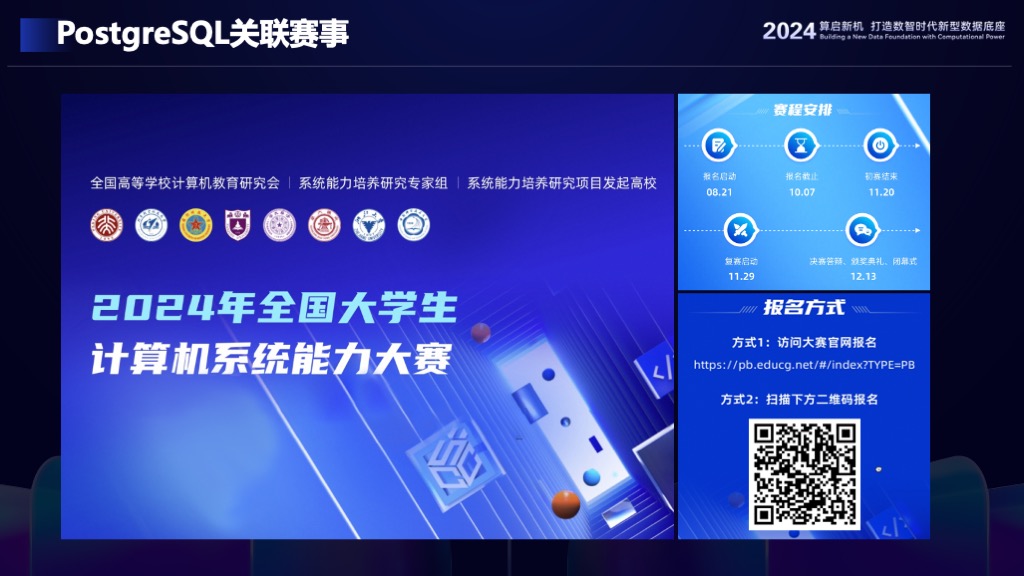 PostgreSQL关联赛事
2024 算启新机 打造数智时代新型数据底座
Building a New Data Foundation with Computational Power
全国高等学校计算机教育研究会 | 系统能力培养研究专家组 | 系统能力培养研究项目发起高校
2024年全国大学生
计算机系统能力大赛
赛程安排
报名启动 报名截止 初赛结束
08.21 10.07 11.20
复赛启动 决赛答辩、颁奖典礼、闭幕式
11.29 12.13
报名方式
方式1：访问大赛官网报名
https://pb.educg.net/#/index?TYPE=PB
方式2：扫描下方二维码报名